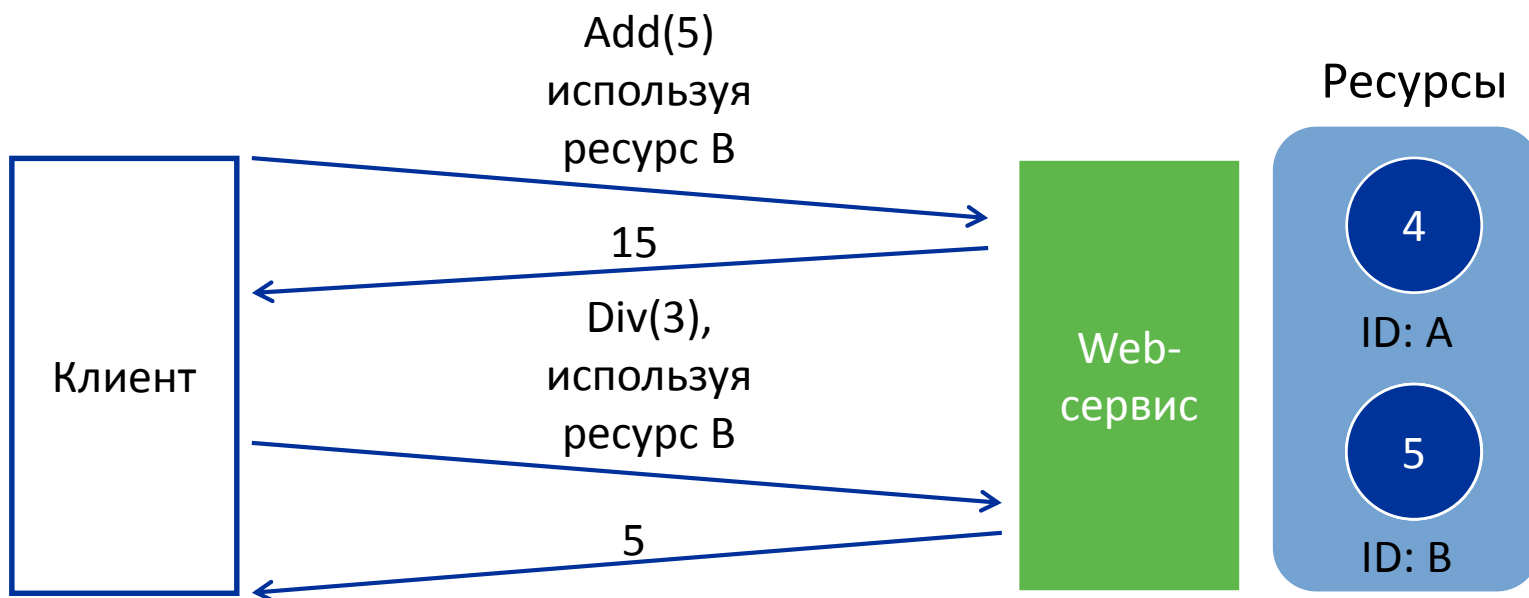 Add(5)
используя
ресурс B
15
Div(3),
используя
ресурс B
5
Клиент
Web-
сервис
Ресурсы
4
ID: A
5
ID: B